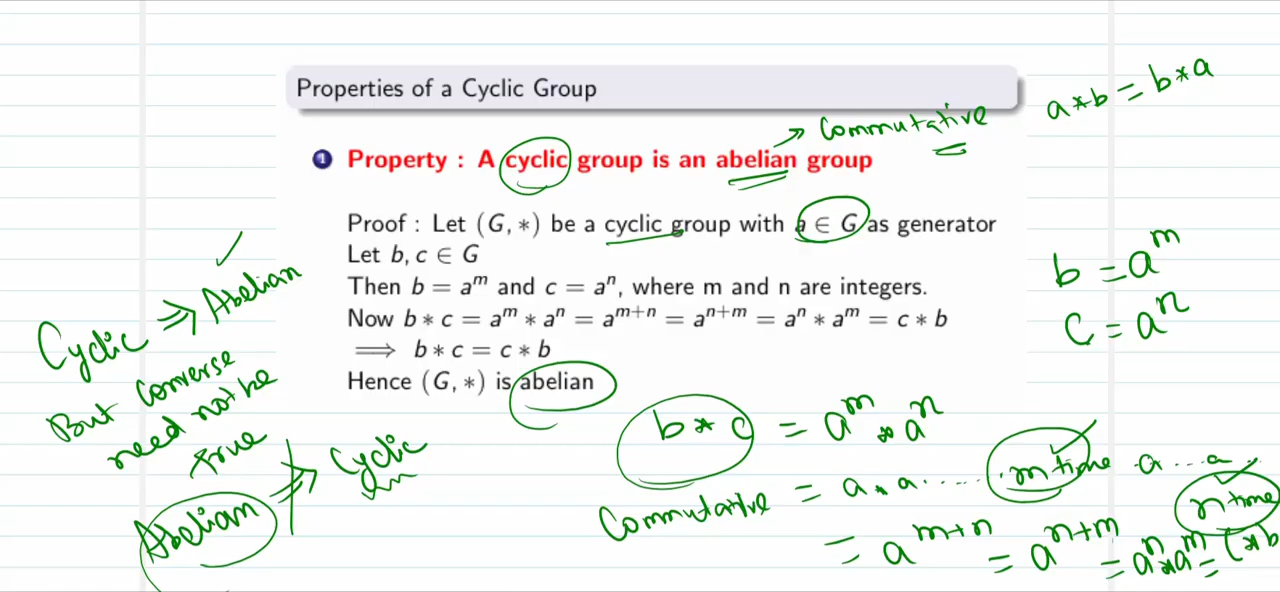 Properties of a Cyclic Group
a * b = b * a
→ Commutative
1 Property : A cyclic group is an abelian group
Proof : Let (G, ∗) be a cyclic group with a ∈ G as generator
Let b, c ∈ G
Then b = a^m and c = a^n, where m and n are integers.
Now b ∗ c = a^m ∗ a^n = a^{m+n} = a^{n+m} = a^n ∗ a^m = c ∗ b
⟹ b ∗ c = c ∗ b
Hence (G, ∗) is abelian
b = a^m
c = a^n
Cyclic ⇒ Abelian
But converse
need not be
true
Abelian ⇏ Cyclic
b * c = a^m * a^n
Commutative = a * a ..... m time a ... a .. n time
= a^{m+n} = a^{n+m} = a^n * a^m = C * b